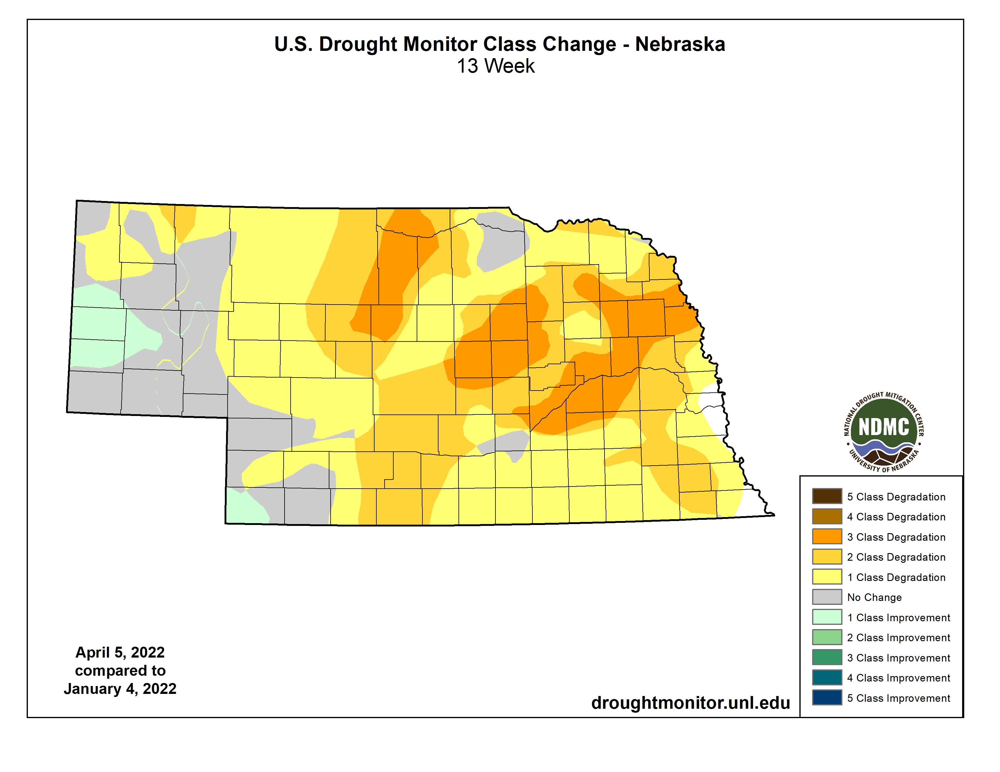 U.S. Drought Monitor Class Change - Nebraska
13 Week
NATIONAL DROUGHT MITIGATION CENTER
NDMC
UNIVERSITY OF NEBRASKA
5 Class Degradation
4 Class Degradation
3 Class Degradation
2 Class Degradation
1 Class Degradation
No Change
1 Class Improvement
2 Class Improvement
3 Class Improvement
4 Class Improvement
5 Class Improvement
April 5, 2022
compared to
January 4, 2022
droughtmonitor.unl.edu